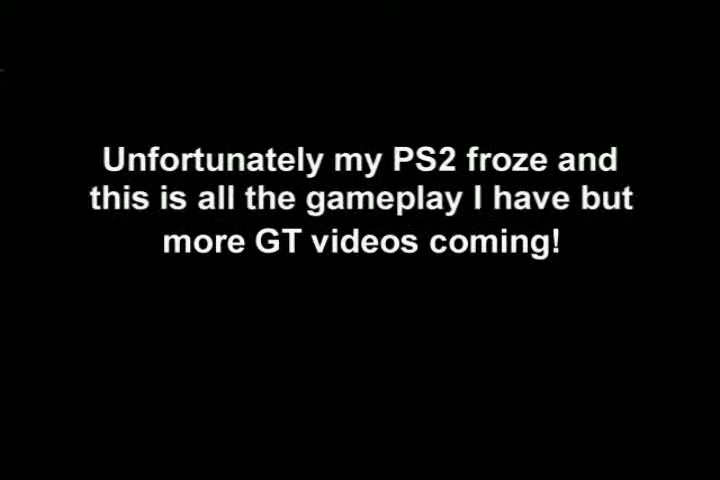 Unfortunately my PS2 froze and
this is all the gameplay I have but
more GT videos coming!